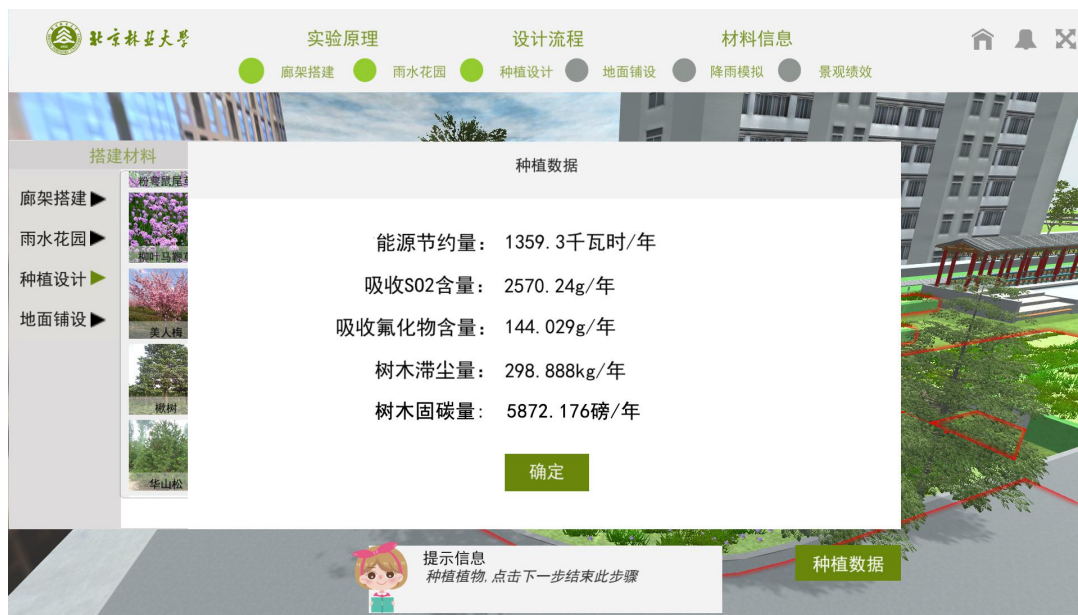 北京林业大学
实验原理 设计流程 材料信息
廊架搭建 雨水花园 种植设计 地面铺设 降雨模拟 景观绩效
搭建材料
种植数据
廊架搭建
雨水花园
种植设计
地面铺设
柳叶马鞭
美人梅
楸树
华山松
能源节约量： 1359.3千瓦时/年
吸收SO2含量： 2570.24g/年
吸收氟化物含量： 144.029g/年
树木滞尘量： 298.888kg/年
树木固碳量： 5872.176磅/年
确定
提示信息
种植植物，点击下一步结束此步骤
种植数据